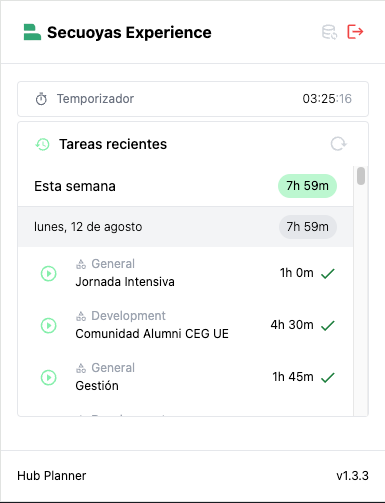 Secuoyas Experience
Temporizador 03:25:16
Tareas recientes
Esta semana 7h 59m
lunes, 12 de agosto 7h 59m
General
Jornada Intensiva 1h 0m
Development
Comunidad Alumni CEG UE 4h 30m
General
Gestión 1h 45m
Hub Planner v1.3.3